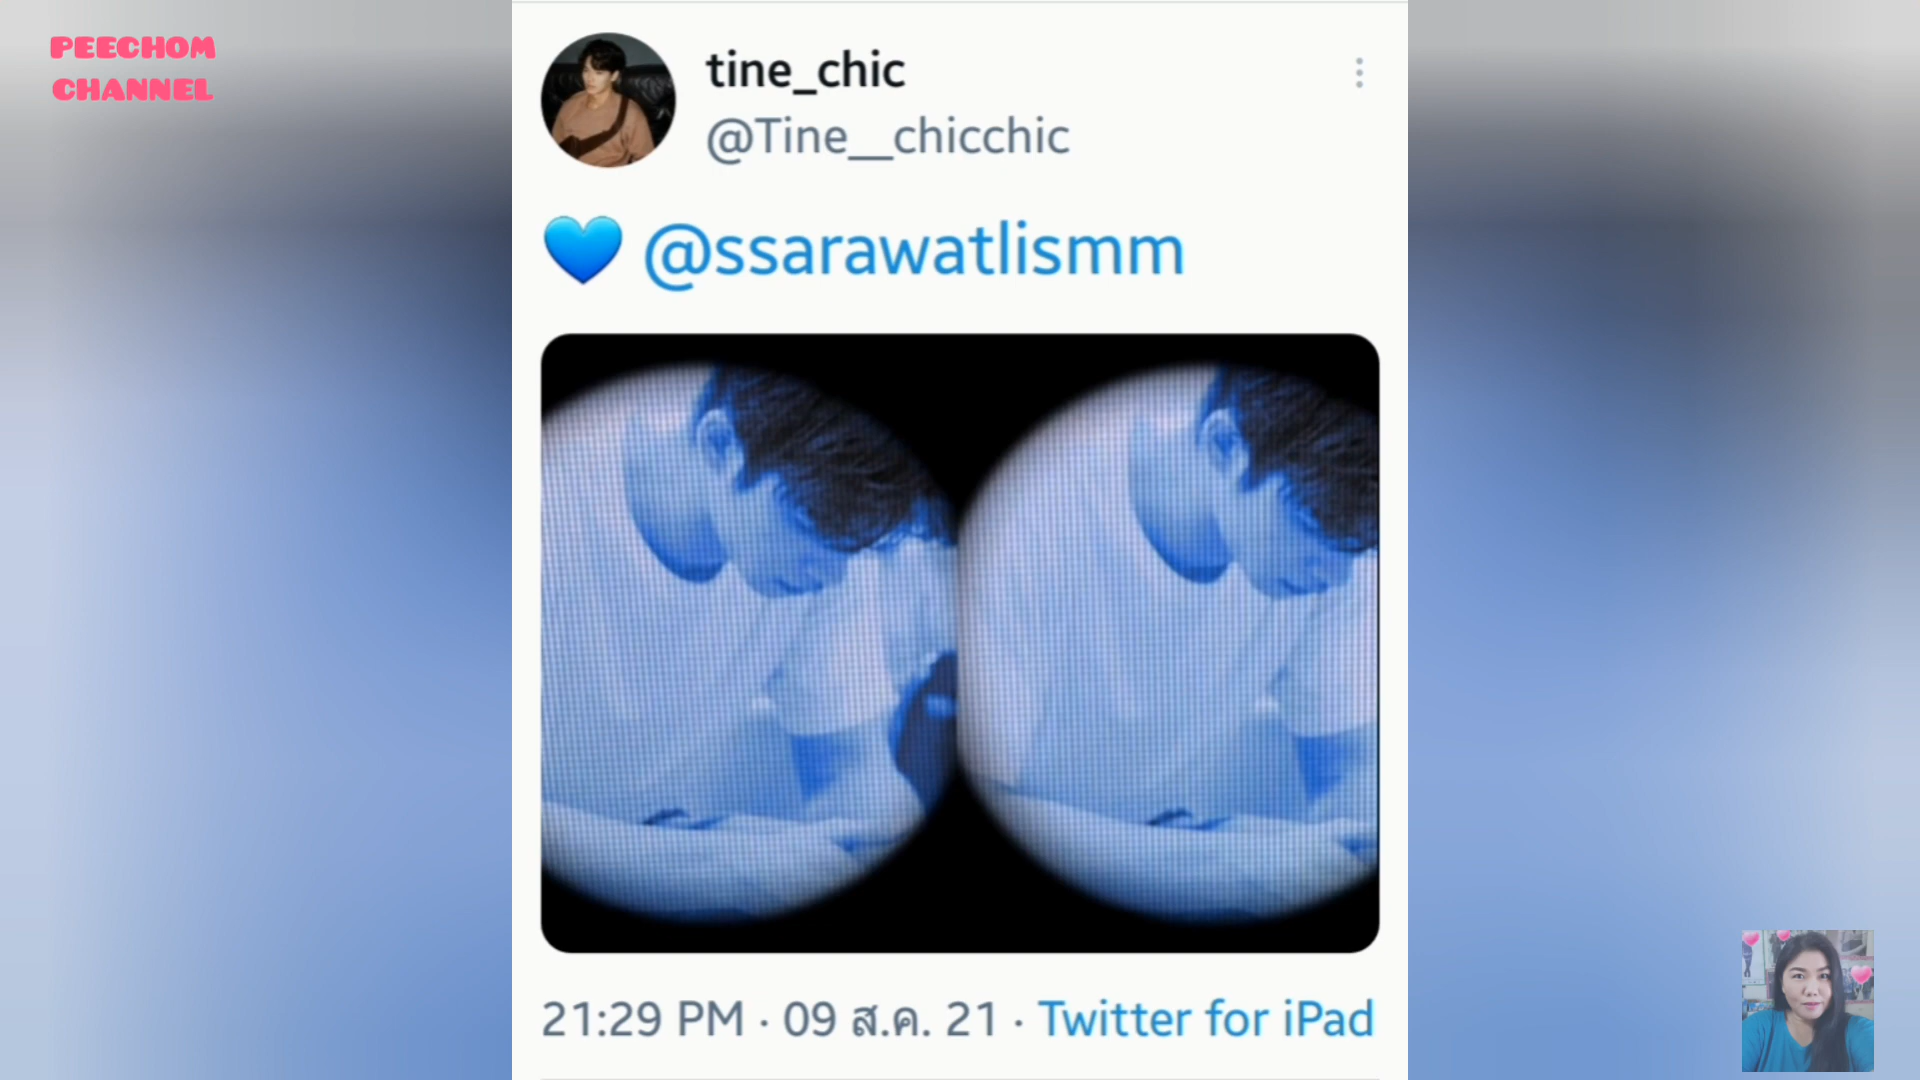 PEECHOM
CHANNEL
tine_chic
@Tine__chicchic
💙 @ssarawatlismm
21:29 PM · 09 ส.ค. 21 · Twitter for iPad